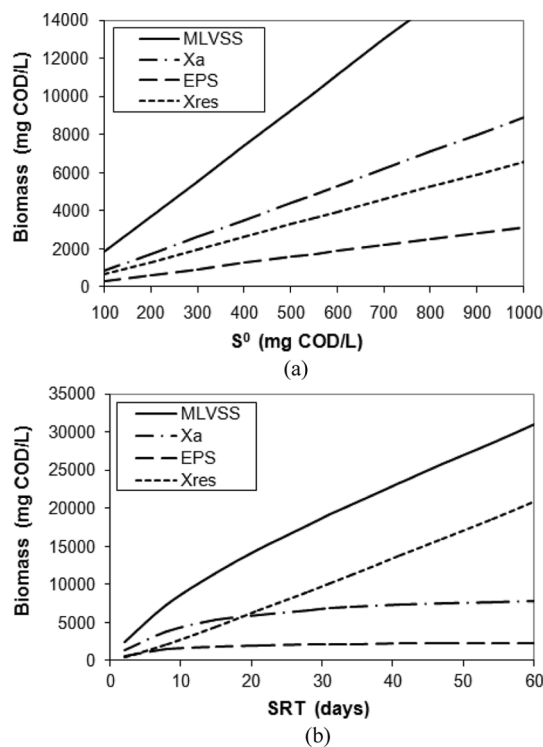 14000
12000
10000
8000
6000
4000
2000
0
Biomass (mg COD/L)
MLVSS
Xa
EPS
Xres
100 200 300 400 500 600 700 800 900 1000
S⁰ (mg COD/L)
(a)
35000
30000
25000
20000
15000
10000
5000
0
Biomass (mg COD/L)
MLVSS
Xa
EPS
Xres
0 10 20 30 40 50 60
SRT (days)
(b)